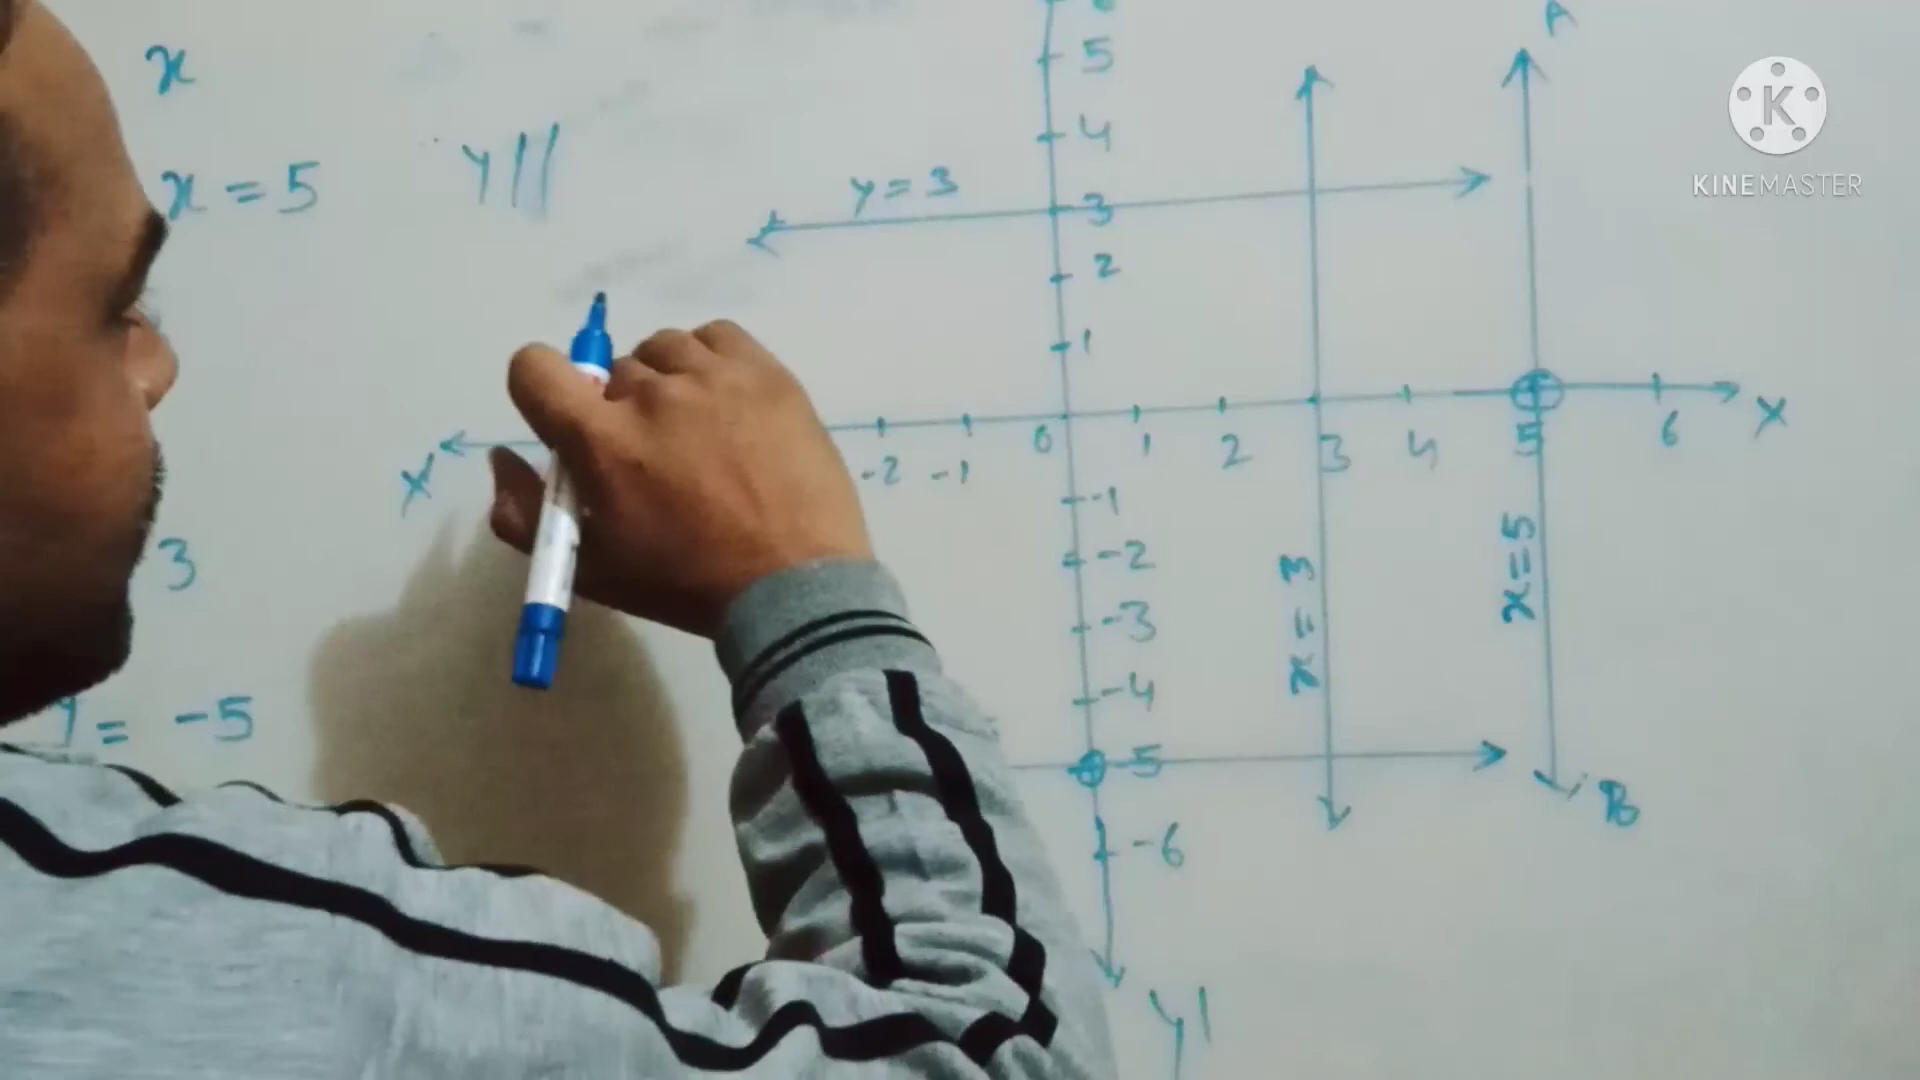 x
x = 5
y ||
3
y = -5
y = 3
5
4
3
2
1
-2 -1 0 1 2 3 4 5 6 X
X'
-1
-2
-3
-4
-5
-6
Y'
x = 3
x = 5
A
B
K
KINEMASTER